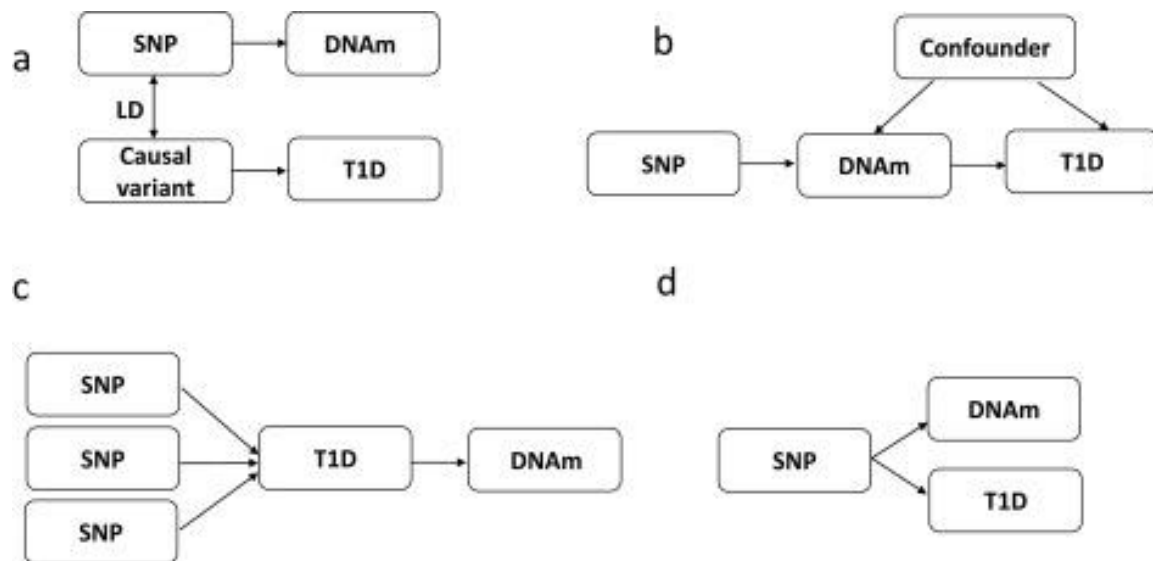 a
SNP
DNAm
LD
Causal
variant
T1D
b
Confounder
SNP
DNAm
T1D
c
SNP
SNP
SNP
T1D
DNAm
d
SNP
DNAm
T1D